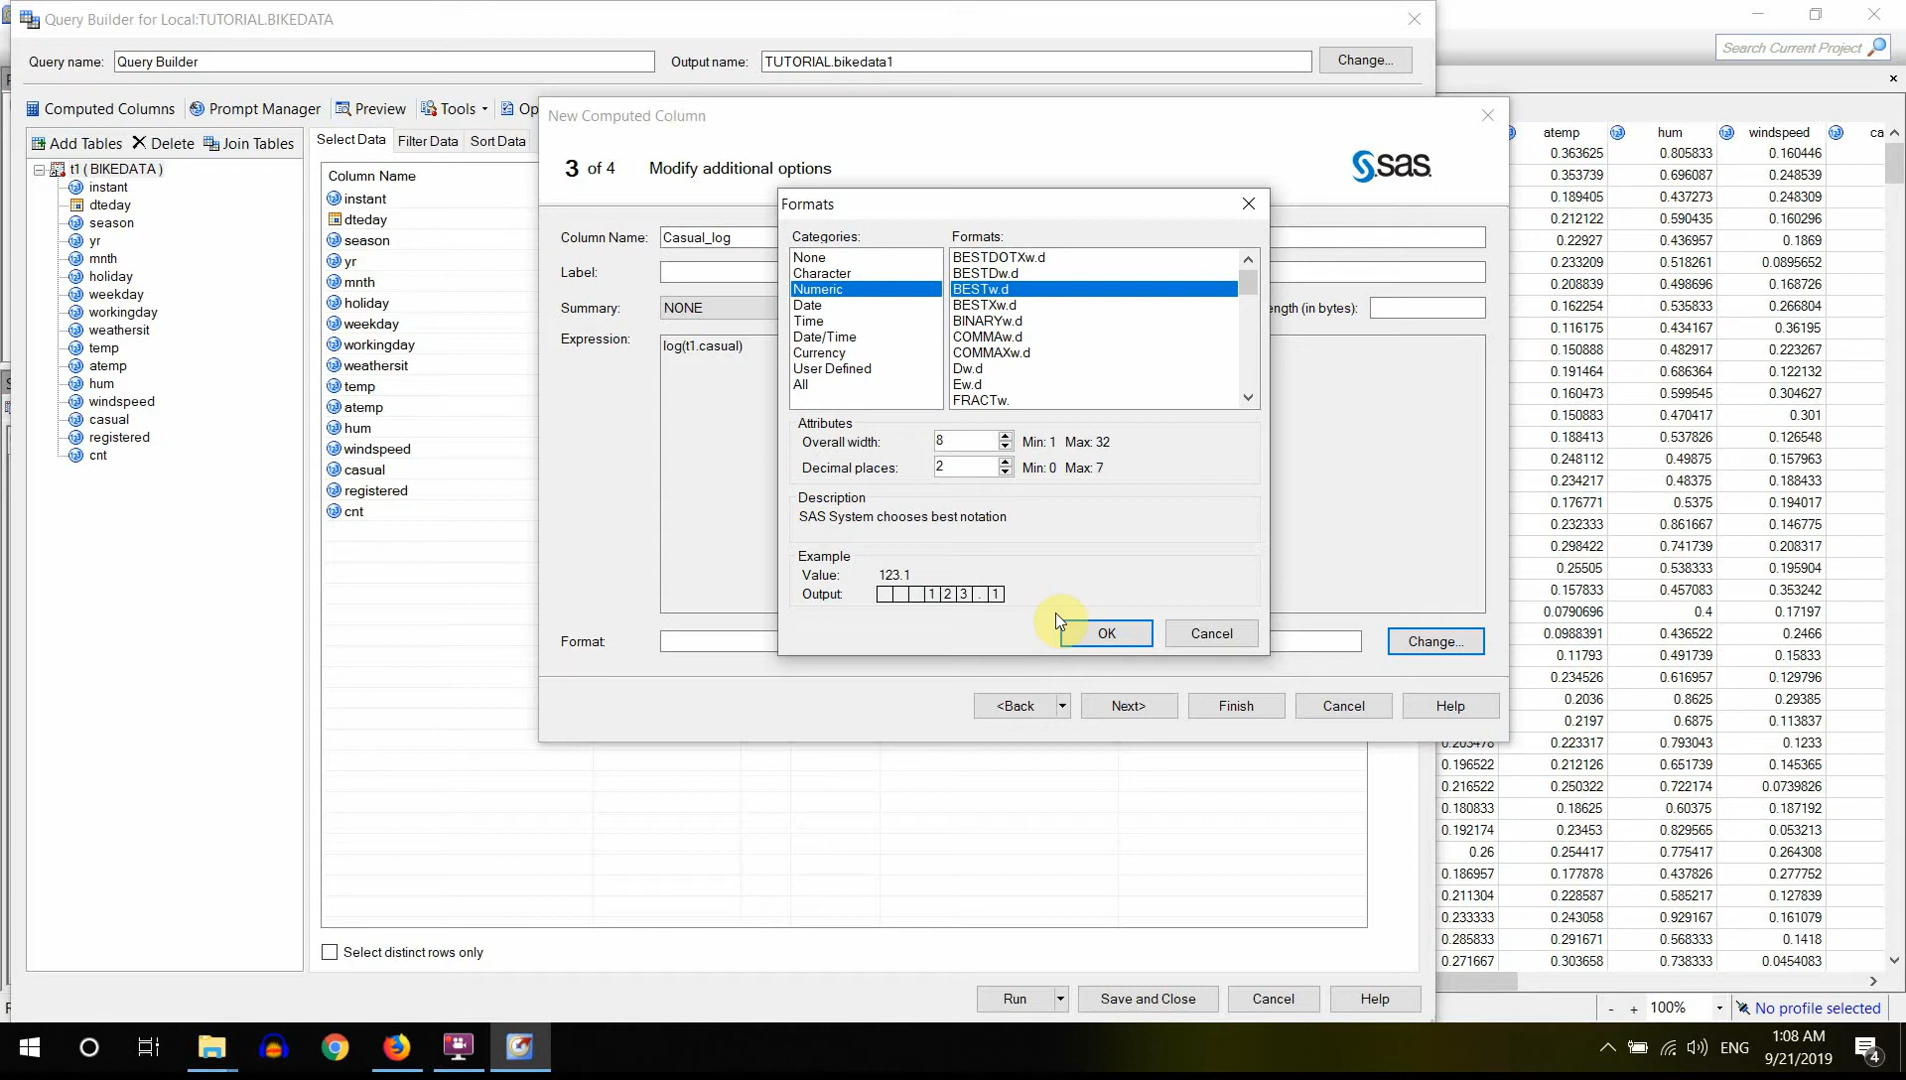 Query Builder for Local:TUTORIAL.BIKEDATA
Search Current Project
Query name: Query Builder Output name: TUTORIAL.bikedata1 Change...
Computed Columns Prompt Manager Preview Tools
Add Tables Delete Join Tables
Select Data Filter Data Sort Data
t1 ( BIKEDATA )
instant
dteday
season
yr
mnth
holiday
weekday
workingday
weathersit
temp
atemp
hum
windspeed
casual
registered
cnt
Column Name
instant
dteday
season
yr
mnth
holiday
weekday
workingday
weathersit
temp
atemp
hum
windspeed
casual
registered
cnt
Select distinct rows only
Run Save and Close Cancel Help
New Computed Column
3 of 4 Modify additional options
sas
Column Name: Casual_log
Label:
Summary: NONE
Expression: log(t1.casual)
Format: Change...
<Back Next> Finish Cancel Help
Formats
Categories:
None
Character
Numeric
Date
Time
Date/Time
Currency
User Defined
All
Formats:
BESTDOTXw.d
BESTDw.d
BESTw.d
BESTXw.d
BINARYw.d
COMMAw.d
COMMAXw.d
Dw.d
Ew.d
FRACTw.
Attributes
Overall width: 8 Min: 1 Max: 32
Decimal places: 2 Min: 0 Max: 7
Description
SAS System chooses best notation
Example
Value: 123.1
Output: 123.1
OK Cancel
(in bytes):
atemp hum windspeed
0.363625 0.805833 0.160446
0.353739 0.696087 0.248539
0.189405 0.437273 0.248309
0.212122 0.590435 0.160296
0.22927 0.436957 0.1869
0.233209 0.518261 0.0895652
0.208839 0.498696 0.168726
0.162254 0.535833 0.266804
0.116175 0.434167 0.36195
0.150888 0.482917 0.223267
0.191464 0.686364 0.122132
0.160473 0.599545 0.304627
0.150883 0.470417 0.301
0.188413 0.537826 0.126548
0.248112 0.49875 0.157963
0.234217 0.48375 0.188433
0.176771 0.5375 0.194017
0.232333 0.861667 0.146775
0.298422 0.741739 0.208317
0.25505 0.538333 0.195904
0.157833 0.457083 0.353242
0.0790696 0.4 0.17197
0.0988391 0.436522 0.2466
0.11793 0.491739 0.15833
0.234526 0.616957 0.129796
0.2036 0.8625 0.29385
0.2197 0.6875 0.113837
0.203478 0.223317 0.793043 0.1233
0.196522 0.212126 0.651739 0.145365
0.216522 0.250322 0.722174 0.0739826
0.180833 0.18625 0.60375 0.187192
0.192174 0.23453 0.829565 0.053213
0.26 0.254417 0.775417 0.264308
0.186957 0.177878 0.437826 0.277752
0.211304 0.228587 0.585217 0.127839
0.233333 0.243058 0.929167 0.161079
0.285833 0.291671 0.568333 0.1418
0.271667 0.303658 0.738333 0.0454083
- + 100% No profile selected
ENG
1:08 AM
9/21/2019
4